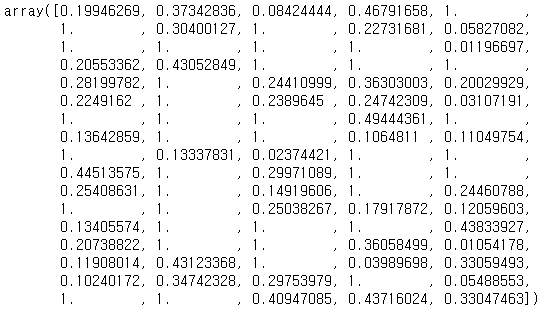 array([0.19946269, 0.37342836, 0.08424444, 0.46791658, 1.        ,
       1.        , 0.30400127, 1.        , 0.22731681, 0.05827082,
       1.        , 1.        , 1.        , 1.        , 0.01196697,
       0.20553362, 0.43052849, 1.        , 1.        , 1.        ,
       0.28199782, 1.        , 0.24410999, 0.36303003, 0.20029929,
       0.2249162 , 1.        , 0.2389645 , 0.24742309, 0.03107191,
       1.        , 1.        , 1.        , 0.49444361, 1.        ,
       0.13642859, 1.        , 1.        , 0.1064811 , 0.11049754,
       1.        , 0.13337831, 0.02374421, 1.        , 1.        ,
       0.44513575, 1.        , 0.29971089, 1.        , 1.        ,
       0.25408631, 1.        , 0.14919606, 1.        , 0.24460788,
       1.        , 1.        , 0.25038267, 0.17917872, 0.12059603,
       0.13405574, 1.        , 1.        , 1.        , 0.43833927,
       0.20738822, 1.        , 1.        , 0.36058499, 0.01054178,
       0.11908014, 0.43123368, 1.        , 0.03989698, 0.33059493,
       0.10240172, 0.34742328, 0.29753979, 1.        , 0.05488553,
       1.        , 1.        , 0.40947085, 0.43716024, 0.33047463])